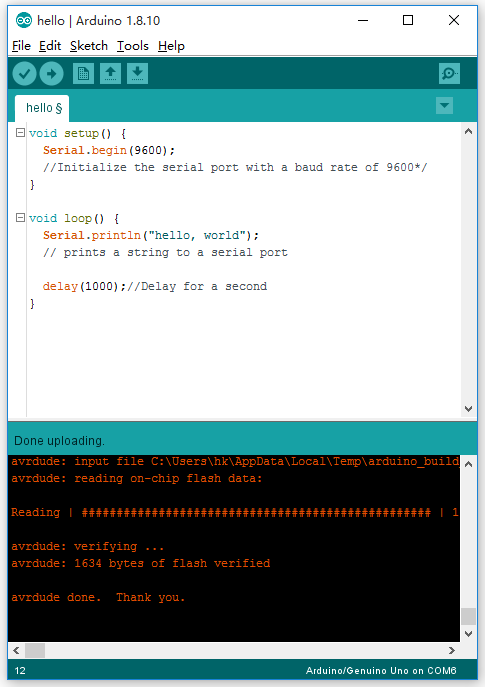 hello | Arduino 1.8.10
File Edit Sketch Tools Help
hello §
void setup() {
  Serial.begin(9600);
  //Initialize the serial port with a baud rate of 9600*/
}
void loop() {
  Serial.println("hello, world");
  // prints a string to a serial port
  delay(1000);//Delay for a second
}
Done uploading.
avrdude: input file C:\Users\hk\AppData\Local\Temp\arduino_build_
avrdude: reading on-chip flash data:
Reading | ################################################## | 1
avrdude: verifying ...
avrdude: 1634 bytes of flash verified
avrdude done.  Thank you.
12 Arduino/Genuino Uno on COM6